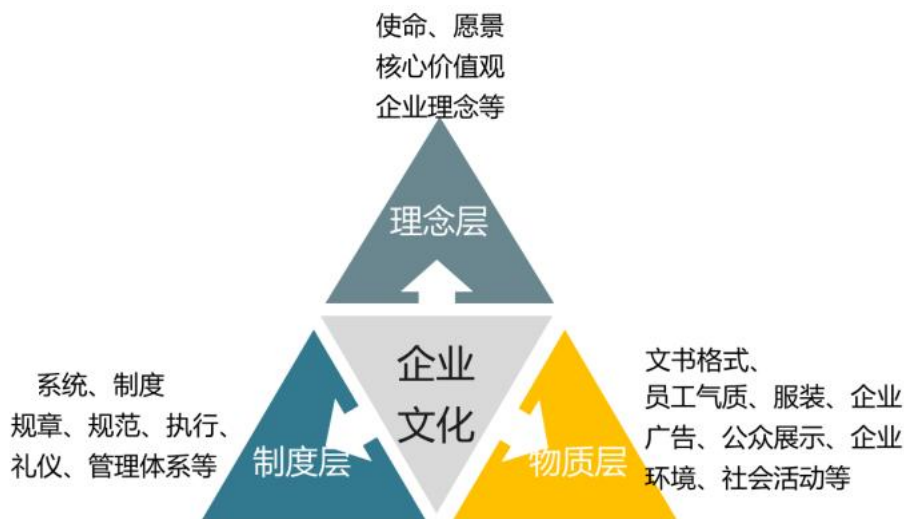 使命、愿景
核心价值观
企业理念等
理念层
企业
文化
系统、制度
规章、规范、执行、
礼仪、管理体系等
制度层
物质层
文书格式、
员工气质、服装、企业
广告、公众展示、企业
环境、社会活动等